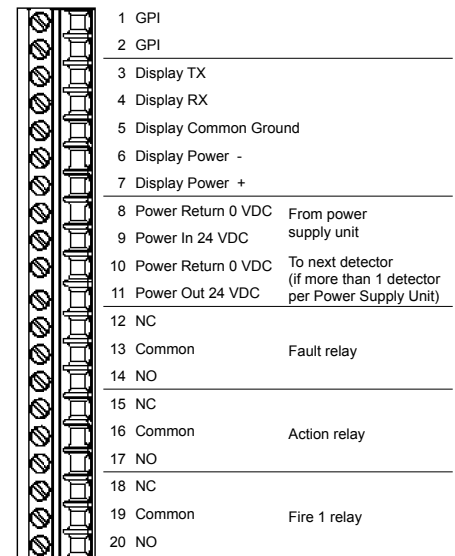 1 GPI
2 GPI
3 Display TX
4 Display RX
5 Display Common Ground
6 Display Power -
7 Display Power +
8 Power Return 0 VDC
9 Power In 24 VDC
From power
supply unit
10 Power Return 0 VDC
11 Power Out 24 VDC
To next detector
(if more than 1 detector
per Power Supply Unit)
12 NC
13 Common
14 NO
Fault relay
15 NC
16 Common
17 NO
Action relay
18 NC
19 Common
20 NO
Fire 1 relay